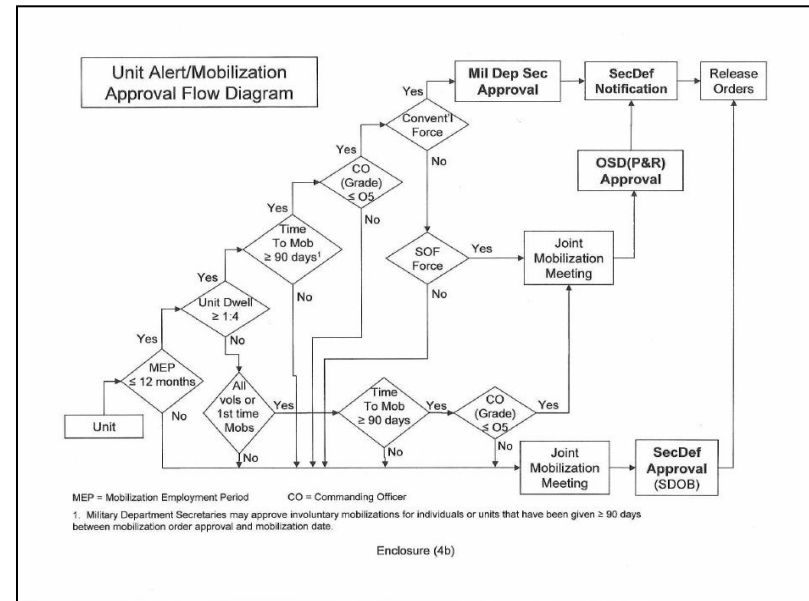 Unit Alert/Mobilization
Approval Flow Diagram
Mil Dep Sec
Approval
SecDef
Notification
Release
Orders
Yes
Convent'l
Force
No
OSD(P&R)
Approval
Yes
CO
(Grade)
≤ O5
No
Yes
Time
To Mob
≥ 90 days¹
No
SOF
Force
Yes
No
Joint
Mobilization
Meeting
Yes
Unit Dwell
≥ 1:4
No
Yes
MEP
≤ 12 months
No
Unit
All
vols or
1st time
Mobs
Yes
No
Time
To Mob
≥ 90 days
Yes
No
CO
(Grade)
≤ O5
Yes
No
Joint
Mobilization
Meeting
SecDef
Approval
(SDOB)
MEP = Mobilization Employment Period CO = Commanding Officer
1. Military Department Secretaries may approve involuntary mobilizations for individuals or units that have been given ≥ 90 days
between mobilization order approval and mobilization date.
Enclosure (4b)